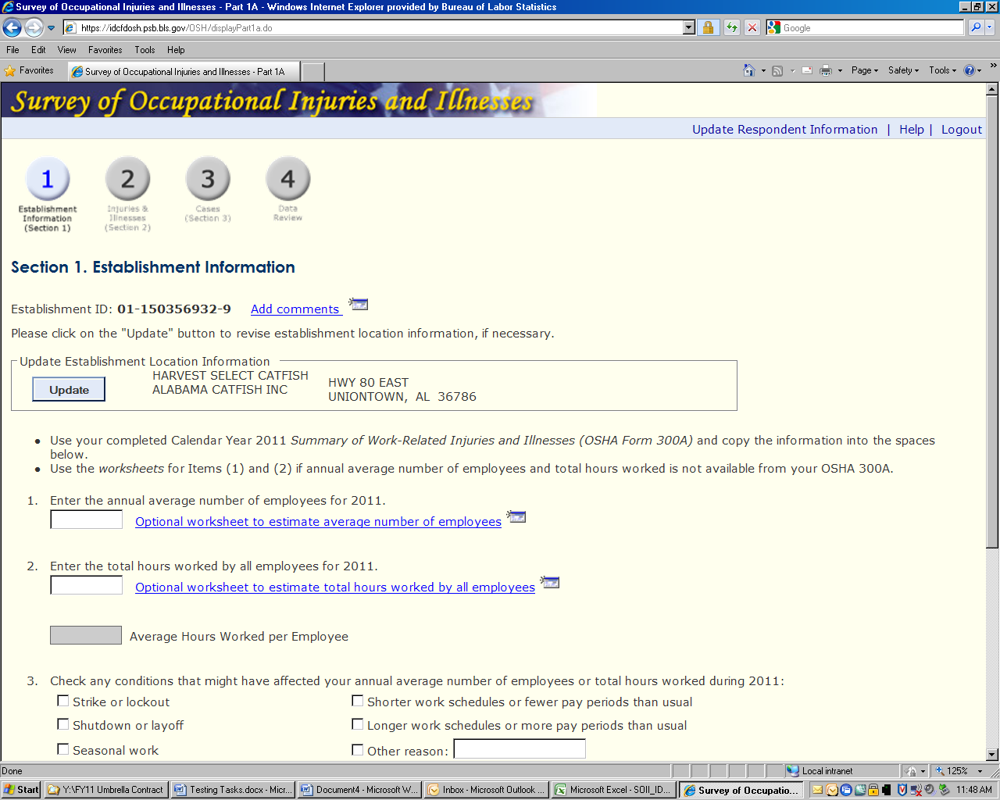 Survey of Occupational Injuries and Illnesses - Part 1A - Windows Internet Explorer provided by Bureau of Labor Statistics
https://idcfdosh.psb.bls.gov/OSH/displayPart1a.do
Google
File Edit View Favorites Tools Help
Favorites
Survey of Occupational Injuries and Illnesses - Part 1A
Page Safety Tools
Survey of Occupational Injuries and Illnesses
Update Respondent Information | Help | Logout
1 2 3 4
Establishment Information (Section 1)
Injuries & Illnesses (Section 2)
Cases (Section 3)
Data Review
Section 1. Establishment Information
Establishment ID: 01-150356932-9 Add comments
Please click on the "Update" button to revise establishment location information, if necessary.
Update Establishment Location Information
Update
HARVEST SELECT CATFISH
ALABAMA CATFISH INC
HWY 80 EAST
UNIONTOWN, AL 36786
• Use your completed Calendar Year 2011 Summary of Work-Related Injuries and Illnesses (OSHA Form 300A) and copy the information into the spaces
below.
• Use the worksheets for Items (1) and (2) if annual average number of employees and total hours worked is not available from your OSHA 300A.
1. Enter the annual average number of employees for 2011.
Optional worksheet to estimate average number of employees
2. Enter the total hours worked by all employees for 2011.
Optional worksheet to estimate total hours worked by all employees
Average Hours Worked per Employee
3. Check any conditions that might have affected your annual average number of employees or total hours worked during 2011:
Strike or lockout Shorter work schedules or fewer pay periods than usual
Shutdown or layoff Longer work schedules or more pay periods than usual
Seasonal work Other reason:
Done Local intranet 125%
Start Y:\FY11 Umbrella Contract Testing Tasks.docx - Micr... Document4 - Microsoft W... Inbox - Microsoft Outlook ... Microsoft Excel - SOII_ID... Survey of Occupatio... 11:48 AM